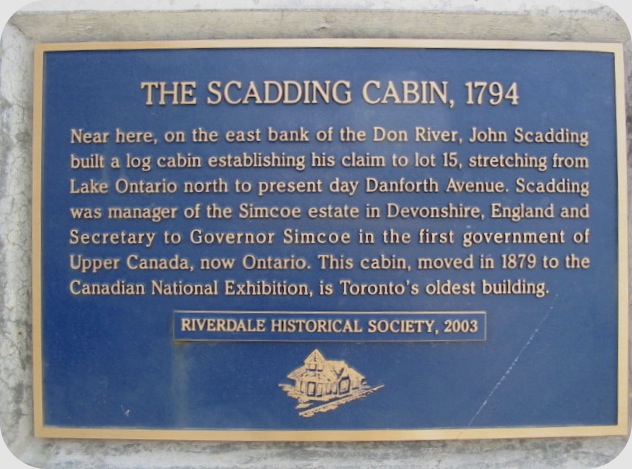 THE SCADDING CABIN, 1794
Near here, on the east bank of the Don River, John Scadding
built a log cabin establishing his claim to lot 15, stretching from
Lake Ontario north to present day Danforth Avenue. Scadding
was manager of the Simcoe estate in Devonshire, England and
Secretary to Governor Simcoe in the first government of
Upper Canada, now Ontario. This cabin, moved in 1879 to the
Canadian National Exhibition, is Toronto's oldest building.
RIVERDALE HISTORICAL SOCIETY, 2003